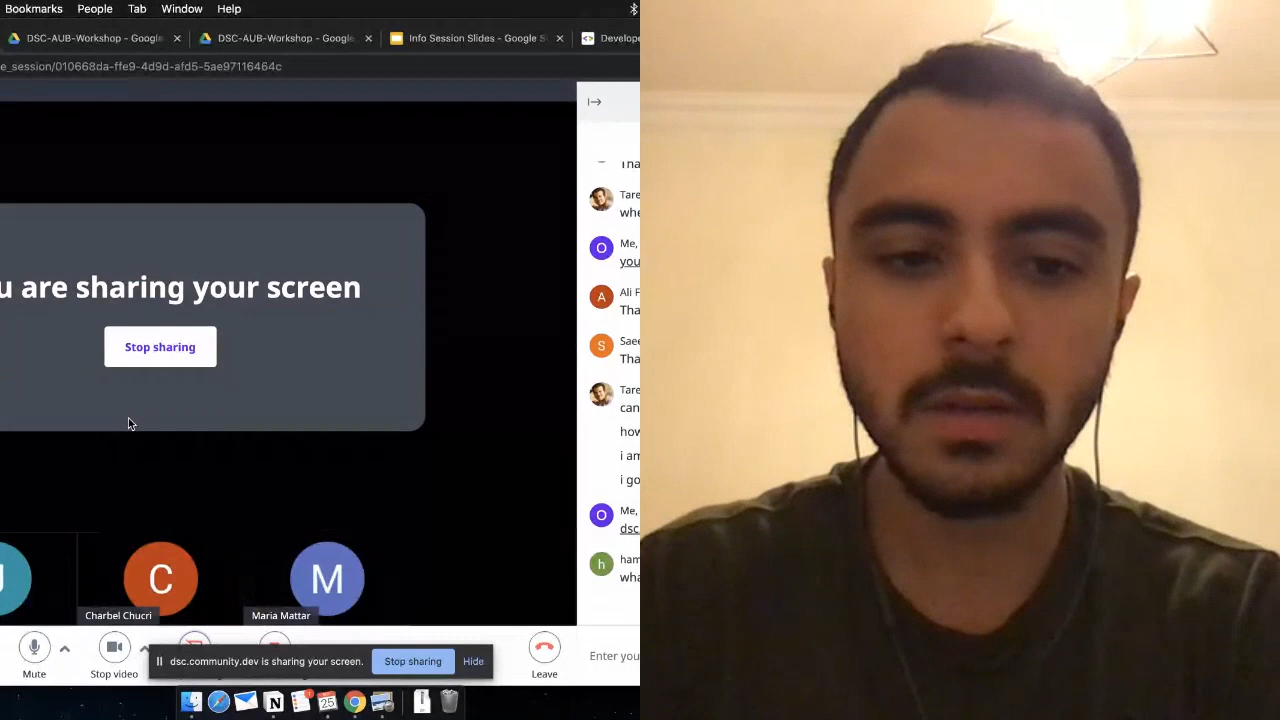 Bookmarks People Tab Window Help
DSC-AUB-Workshop - Google
DSC-AUB-Workshop - Google
Info Session Slides - Google S
Develope
e_session/010668da-ffe9-4d9d-afd5-5ae97116464c
u are sharing your screen
Stop sharing
Tha
Tare
whe
O
Me,
you
A
Ali F
Tha
S
Saee
Tha
Tare
can
how
i am
i go
O
Me,
dsc.
h
ham
wha
C
M
Charbel Chucri
Maria Mattar
Mute
Stop video
dsc.community.dev is sharing your screen.
Stop sharing
Hide
Leave
Enter you
25